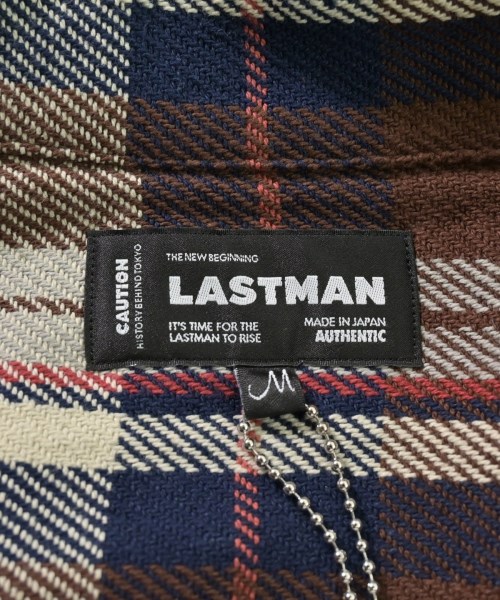 CAUTION
HISTORY BEHIND TOKYO
THE NEW BEGINNING
LASTMAN
IT'S TIME FOR THE
LASTMAN TO RISE
MADE IN JAPAN
AUTHENTIC
M